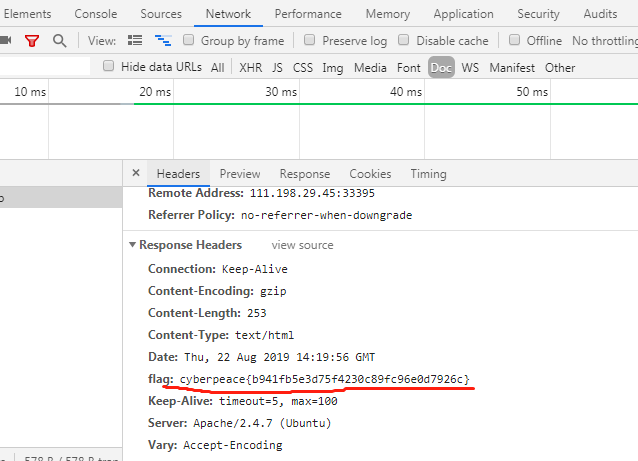 Elements Console Sources Network Performance Memory Application Security Audits
View: Group by frame Preserve log Disable cache Offline No throttling
Hide data URLs All XHR JS CSS Img Media Font Doc WS Manifest Other
10 ms 20 ms 30 ms 40 ms 50 ms
× Headers Preview Response Cookies Timing
Remote Address: 111.198.29.45:33395
Referrer Policy: no-referrer-when-downgrade
Response Headers view source
Connection: Keep-Alive
Content-Encoding: gzip
Content-Length: 253
Content-Type: text/html
Date: Thu, 22 Aug 2019 14:19:56 GMT
flag: cyberpeace{b941fb5e3d75f4230c89fc96e0d7926c}
Keep-Alive: timeout=5, max=100
Server: Apache/2.4.7 (Ubuntu)
Vary: Accept-Encoding